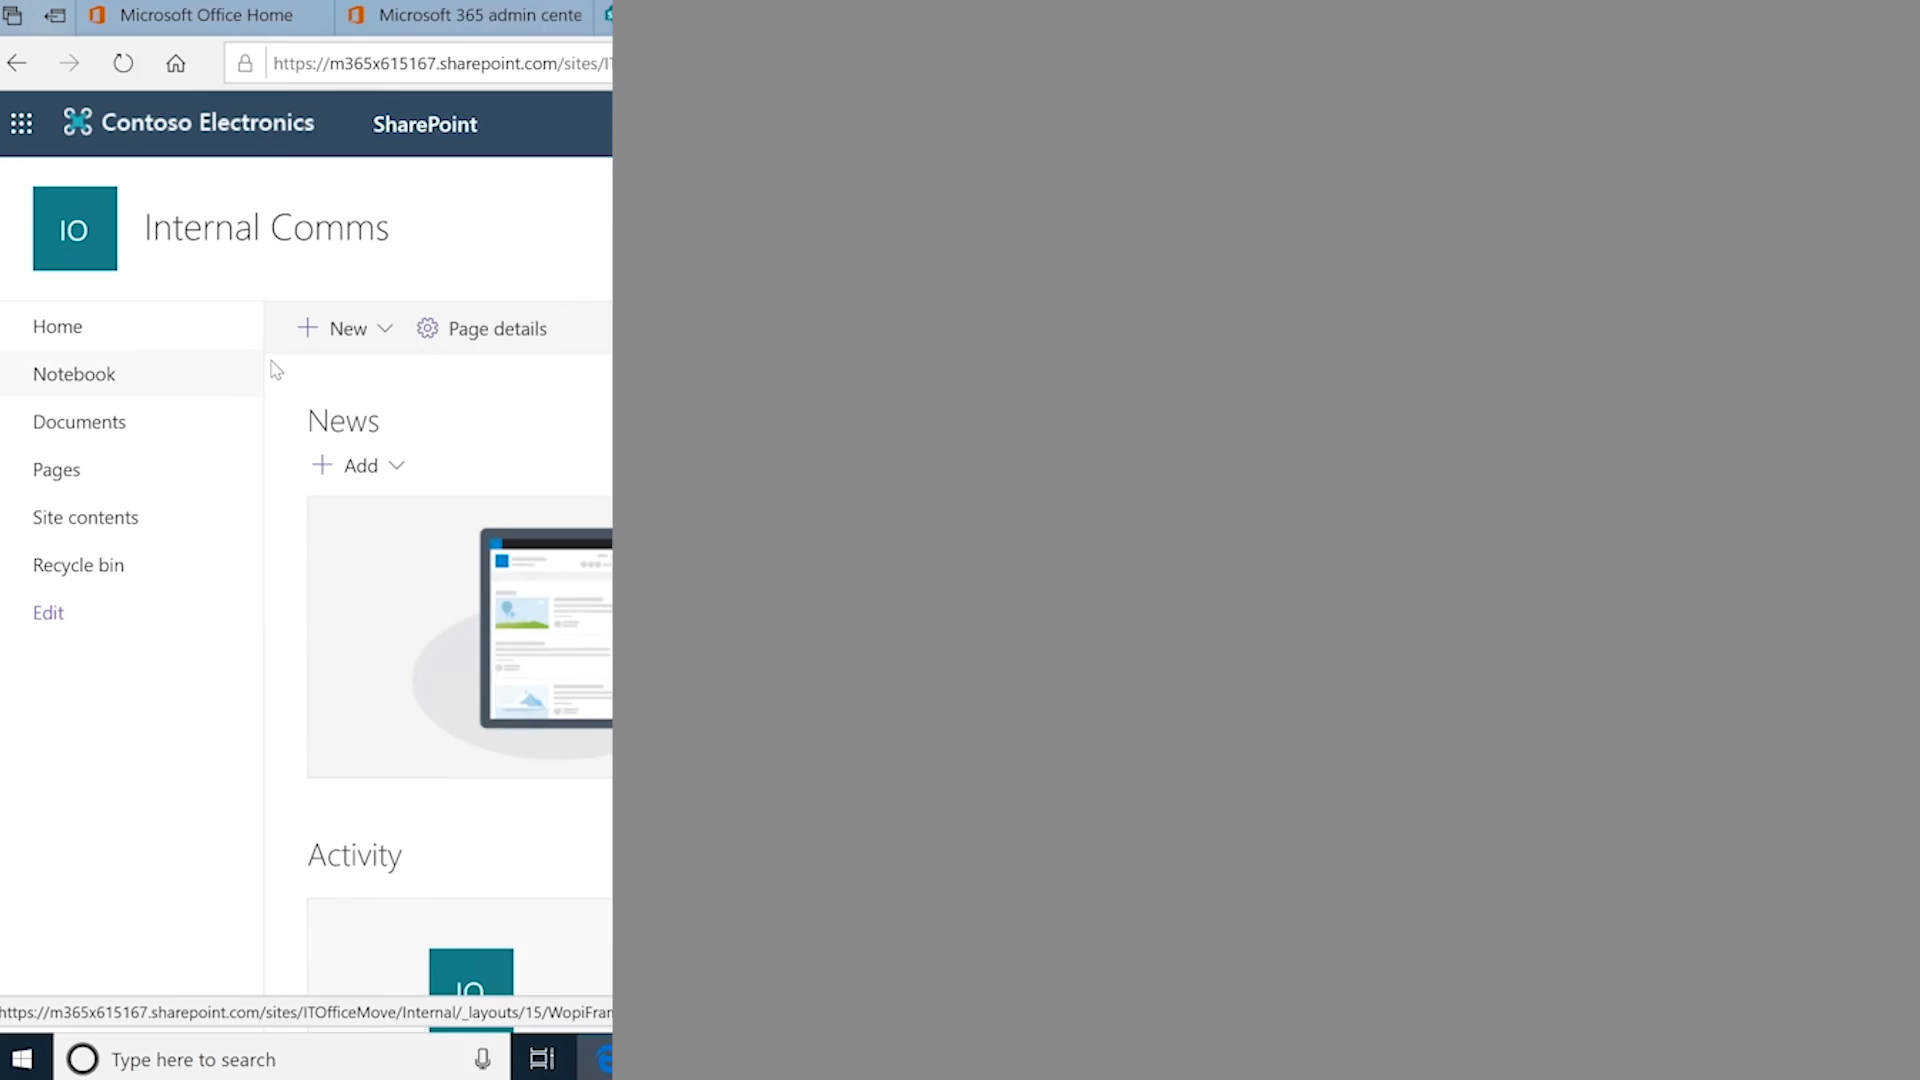 Microsoft Office Home
Microsoft 365 admin cente
https://m365x615167.sharepoint.com/sites/I
Contoso Electronics
SharePoint
IO
Internal Comms
Home
New
Page details
Notebook
Documents
News
Pages
Add
Site contents
Recycle bin
Edit
Activity
IO
https://m365x615167.sharepoint.com/sites/ITOfficeMove/Internal/_layouts/15/WopiFran
Type here to search